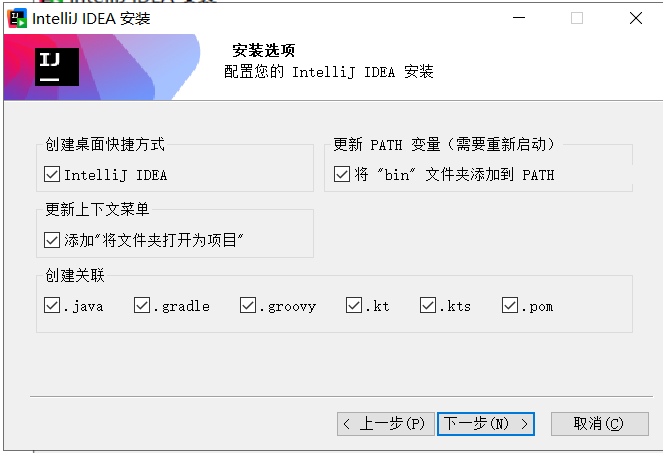 IntelliJ IDEA 安装
IJ
安装选项
配置您的 IntelliJ IDEA 安装
创建桌面快捷方式
IntelliJ IDEA
更新 PATH 变量（需要重新启动）
将 "bin" 文件夹添加到 PATH
更新上下文菜单
添加"将文件夹打开为项目"
创建关联
.java .gradle .groovy .kt .kts .pom
< 上一步(P) 下一步(N) > 取消(C)